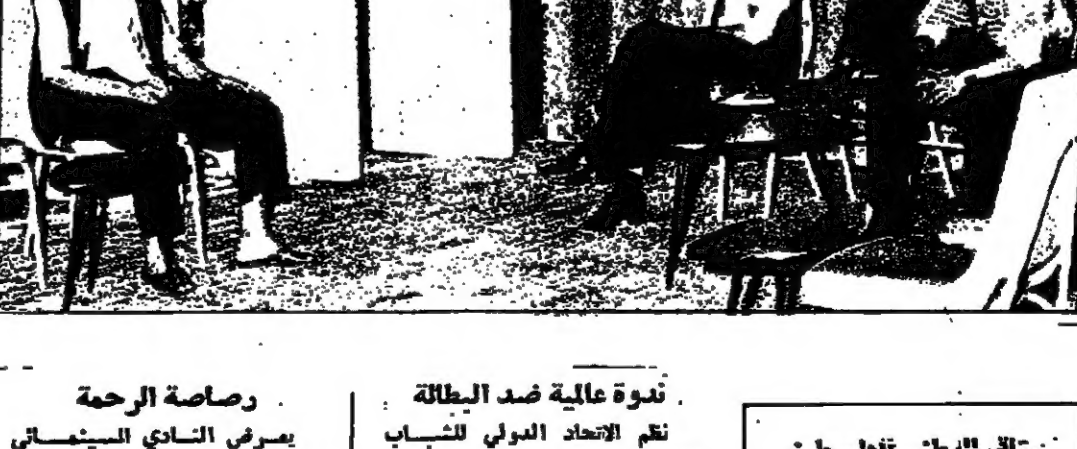 ندوة عالمية ضد البطالة
نظم الاتحاد الدولي للشباب
رصاصة الرحمة
يعرض النادي السينمائي